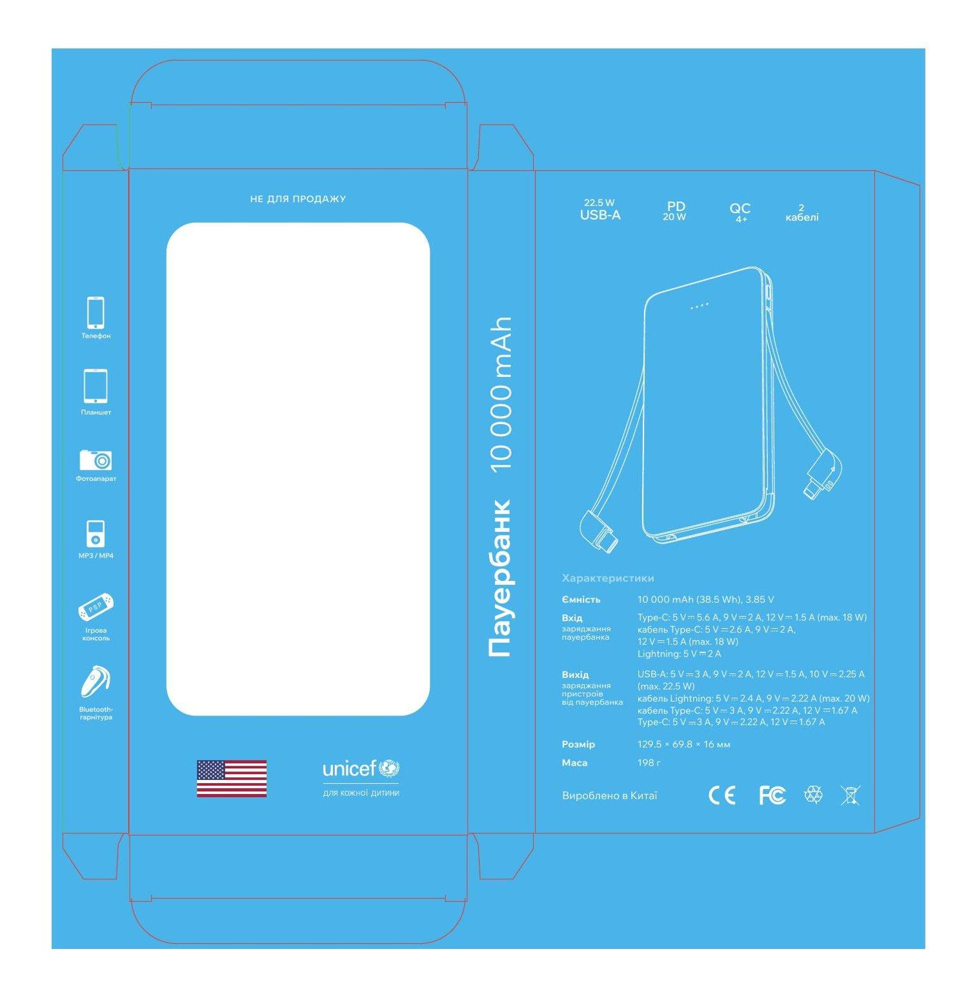 НЕ ДЛЯ ПРОДАЖУ
Телефон
Планшет
Фотоапарат
MP3 / MP4
PSP
Ігрова
консоль
Bluetooth-
гарнітура
unicef
для кожної дитини
Пауербанк 10 000 mAh
22.5 W
USB-A
PD
20 W
QC
4+
2
кабелі
Характеристики
Ємність 10 000 mAh (38.5 Wh), 3.85 V
Вхід
заряджання
пауербанка
Type-C: 5 V⎓5.6 A, 9 V⎓2 A, 12 V⎓1.5 A (max. 18 W)
кабель Type-C: 5 V⎓2.6 A, 9 V⎓2 A,
12 V⎓1.5 A (max. 18 W)
Lightning: 5 V⎓2 A
Вихід
заряджання
пристроїв
від пауербанка
USB-A: 5 V⎓3 A, 9 V⎓2 A, 12 V⎓1.5 A, 10 V⎓2.25 A
(max. 22.5 W)
кабель Lightning: 5 V⎓2.4 A, 9 V⎓2.22 A (max. 20 W)
кабель Type-C: 5 V⎓3 A, 9 V⎓2.22 A, 12 V⎓1.67 A
Type-C: 5 V⎓3 A, 9 V⎓2.22 A, 12 V⎓1.67 A
Розмір 129.5 × 69.8 × 16 мм
Маса 198 г
Вироблено в Китаї
CE FC